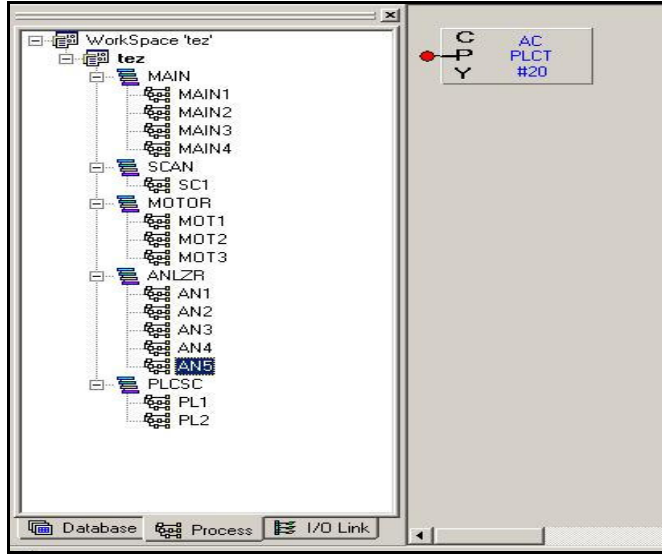 WorkSpace 'tez'
tez
MAIN
MAIN1
MAIN2
MAIN3
MAIN4
SCAN
SC1
MOTOR
MOT1
MOT2
MOT3
ANLZR
AN1
AN2
AN3
AN4
AN5
PLCSC
PL1
PL2
Database Process I/O Link
C AC
P PLCT
Y #20